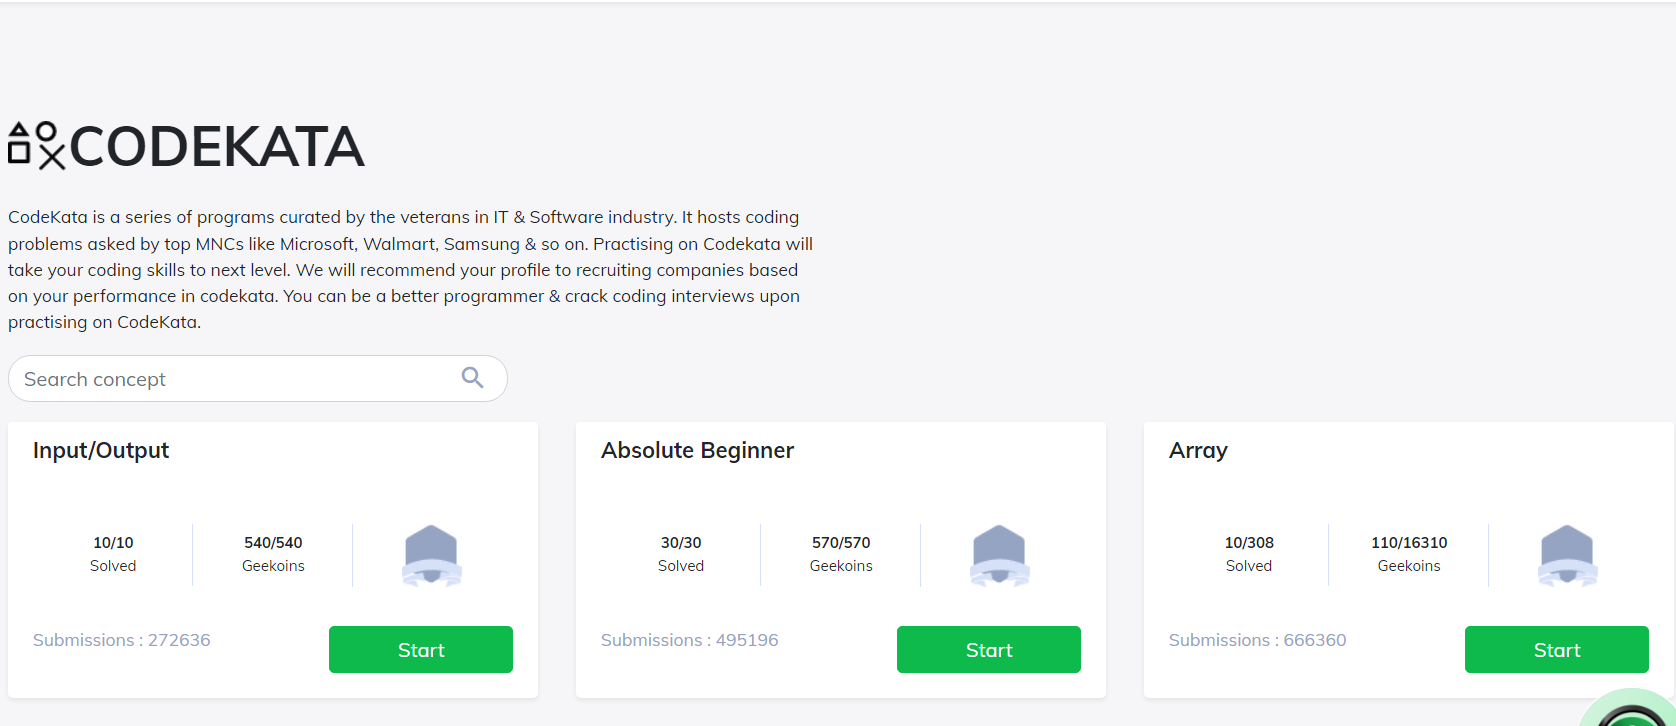 CODEKATA
CodeKata is a series of programs curated by the veterans in IT & Software industry. It hosts coding
problems asked by top MNCs like Microsoft, Walmart, Samsung & so on. Practising on Codekata will
take your coding skills to next level. We will recommend your profile to recruiting companies based
on your performance in codekata. You can be a better programmer & crack coding interviews upon
practising on CodeKata.
Search concept
Input/Output
10/10
Solved
540/540
Geekoins
Submissions : 272636
Start
Absolute Beginner
30/30
Solved
570/570
Geekoins
Submissions : 495196
Start
Array
10/308
Solved
110/16310
Geekoins
Submissions : 666360
Start